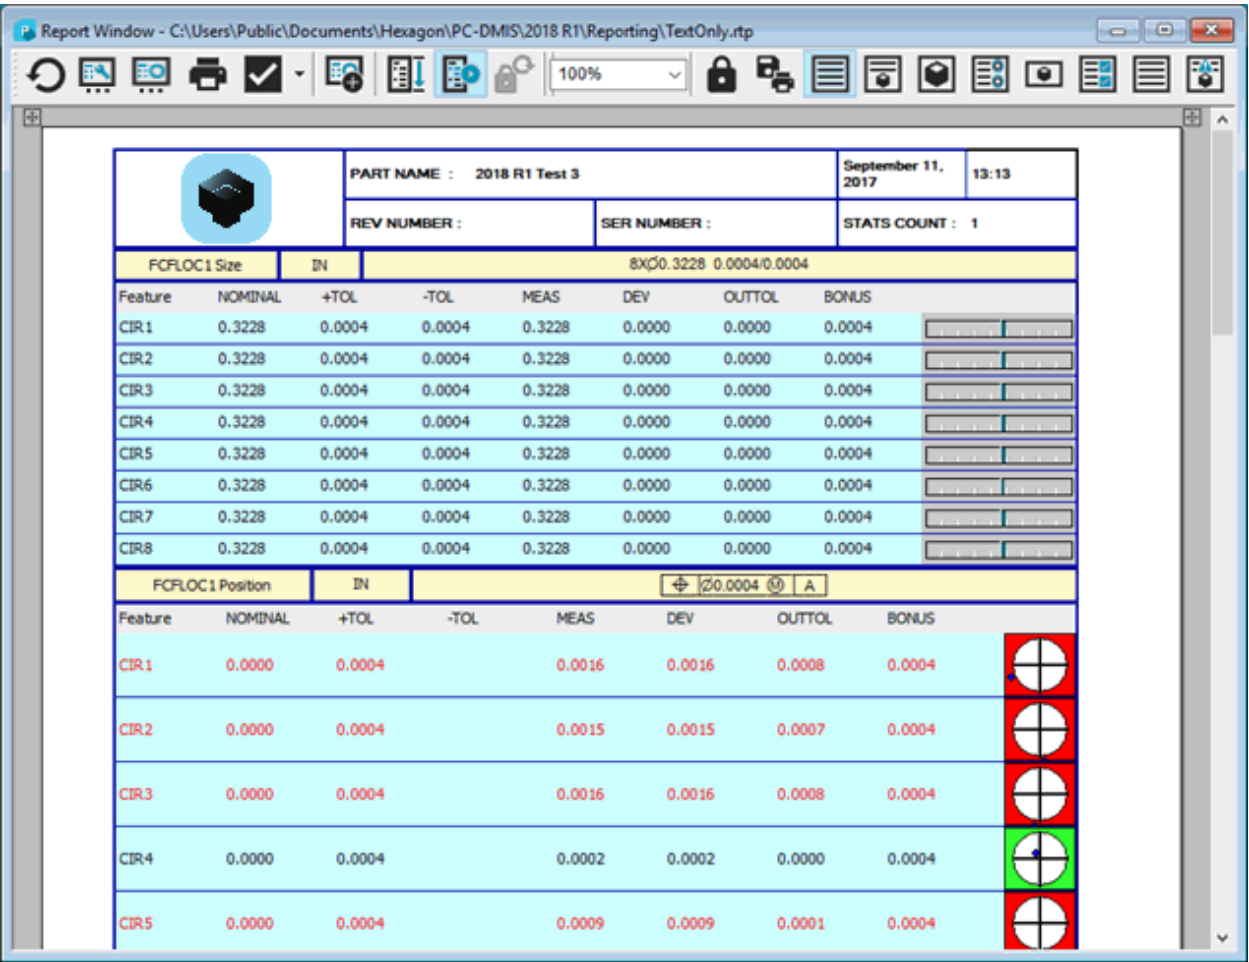 Report Window - C:\Users\Public\Documents\Hexagon\PC-DMIS\2018 R1\Reporting\TextOnly.rtp
100%
PART NAME : 2018 R1 Test 3 September 11, 2017 13:13
REV NUMBER : SER NUMBER : STATS COUNT : 1
FCFLOC1 Size IN 8X∅0.3228 0.0004/0.0004
Feature NOMINAL +TOL -TOL MEAS DEV OUTTOL BONUS
CIR1 0.3228 0.0004 0.0004 0.3228 0.0000 0.0000 0.0004
CIR2 0.3228 0.0004 0.0004 0.3228 0.0000 0.0000 0.0004
CIR3 0.3228 0.0004 0.0004 0.3228 0.0000 0.0000 0.0004
CIR4 0.3228 0.0004 0.0004 0.3228 0.0000 0.0000 0.0004
CIR5 0.3228 0.0004 0.0004 0.3228 0.0000 0.0000 0.0004
CIR6 0.3228 0.0004 0.0004 0.3228 0.0000 0.0000 0.0004
CIR7 0.3228 0.0004 0.0004 0.3228 0.0000 0.0000 0.0004
CIR8 0.3228 0.0004 0.0004 0.3228 0.0000 0.0000 0.0004
FCFLOC1 Position IN ⌖ ∅0.0004 Ⓜ A
Feature NOMINAL +TOL -TOL MEAS DEV OUTTOL BONUS
CIR1 0.0000 0.0004 0.0016 0.0016 0.0008 0.0004
CIR2 0.0000 0.0004 0.0015 0.0015 0.0007 0.0004
CIR3 0.0000 0.0004 0.0016 0.0016 0.0008 0.0004
CIR4 0.0000 0.0004 0.0002 0.0002 0.0000 0.0004
CIR5 0.0000 0.0004 0.0009 0.0009 0.0001 0.0004